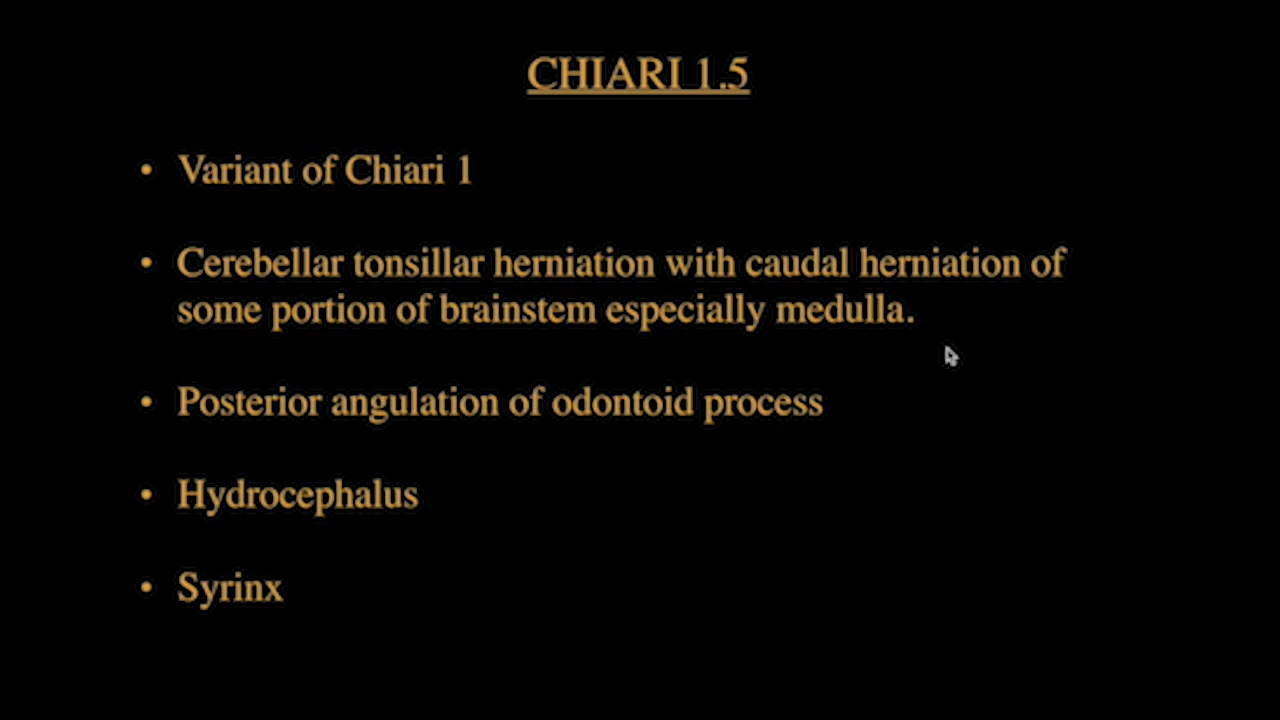 CHIARI 1.5
• Variant of Chiari 1
• Cerebellar tonsillar herniation with caudal herniation of
some portion of brainstem especially medulla.
• Posterior angulation of odontoid process
• Hydrocephalus
• Syrinx